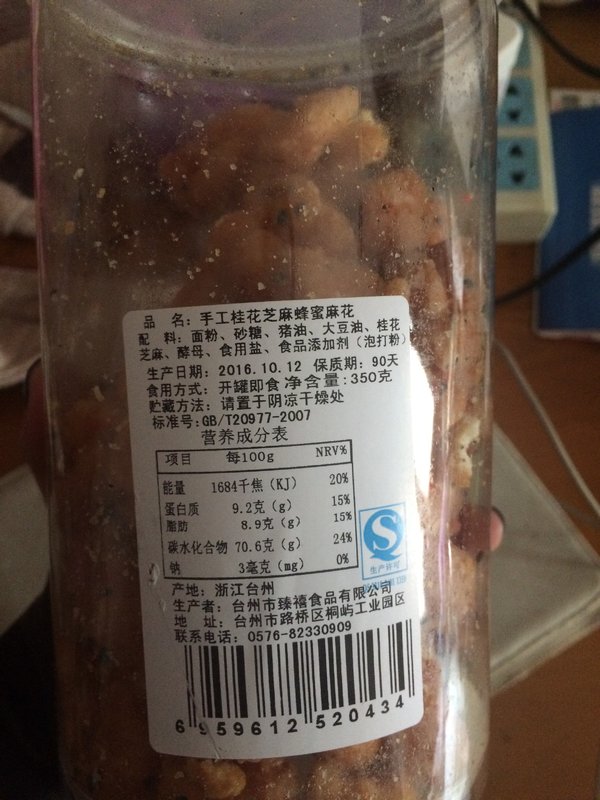 品 名：手工桂花芝麻蜂蜜麻花
配 料：面粉、砂糖、猪油、大豆油、桂花
芝麻、酵母、食用盐、食品添加剂（泡打粉）
生产日期：2016.10.12 保质期：90天
食用方式：开罐即食 净含量：350克
贮藏方法：请置于阴凉干燥处
标准号:GB/T20977-2007
营养成分表
项目 每100g NRV%
能量 1684千焦（KJ） 20%
蛋白质 9.2克（g） 15%
脂肪 8.9克（g） 15%
碳水化合物 70.6克（g） 24%
钠 3毫克（mg） 0%
生产许可
产地：浙江台州
生产者：台州市臻禧食品有限公司
地 址：台州市路桥区桐屿工业园区
联系电话：0576-82330909
6 959612 520434